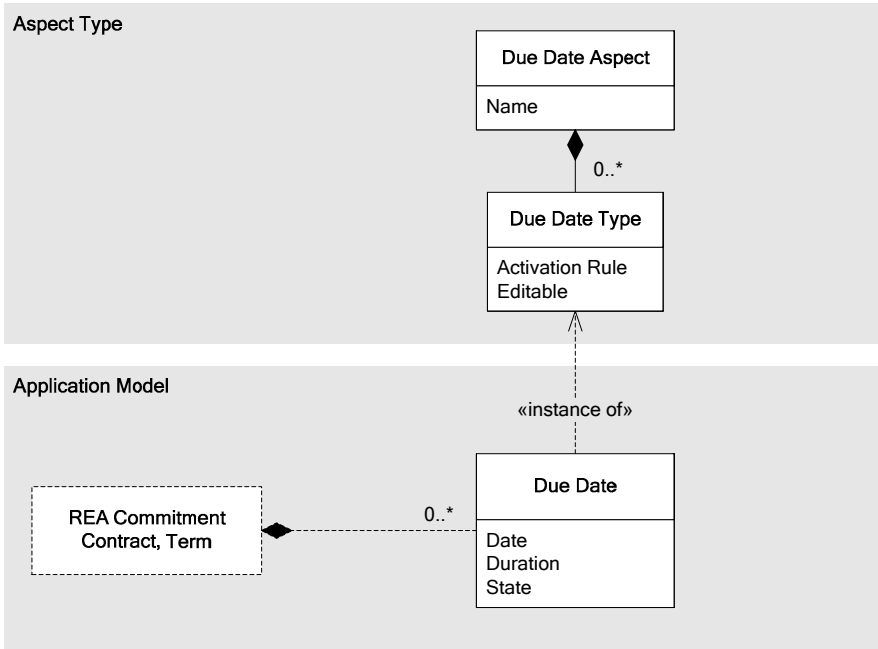 Aspect Type
Due Date Aspect
Name
0..*
Due Date Type
Activation Rule
Editable
Application Model
«instance of»
Due Date
REA Commitment
Contract, Term
0..*
Date
Duration
State